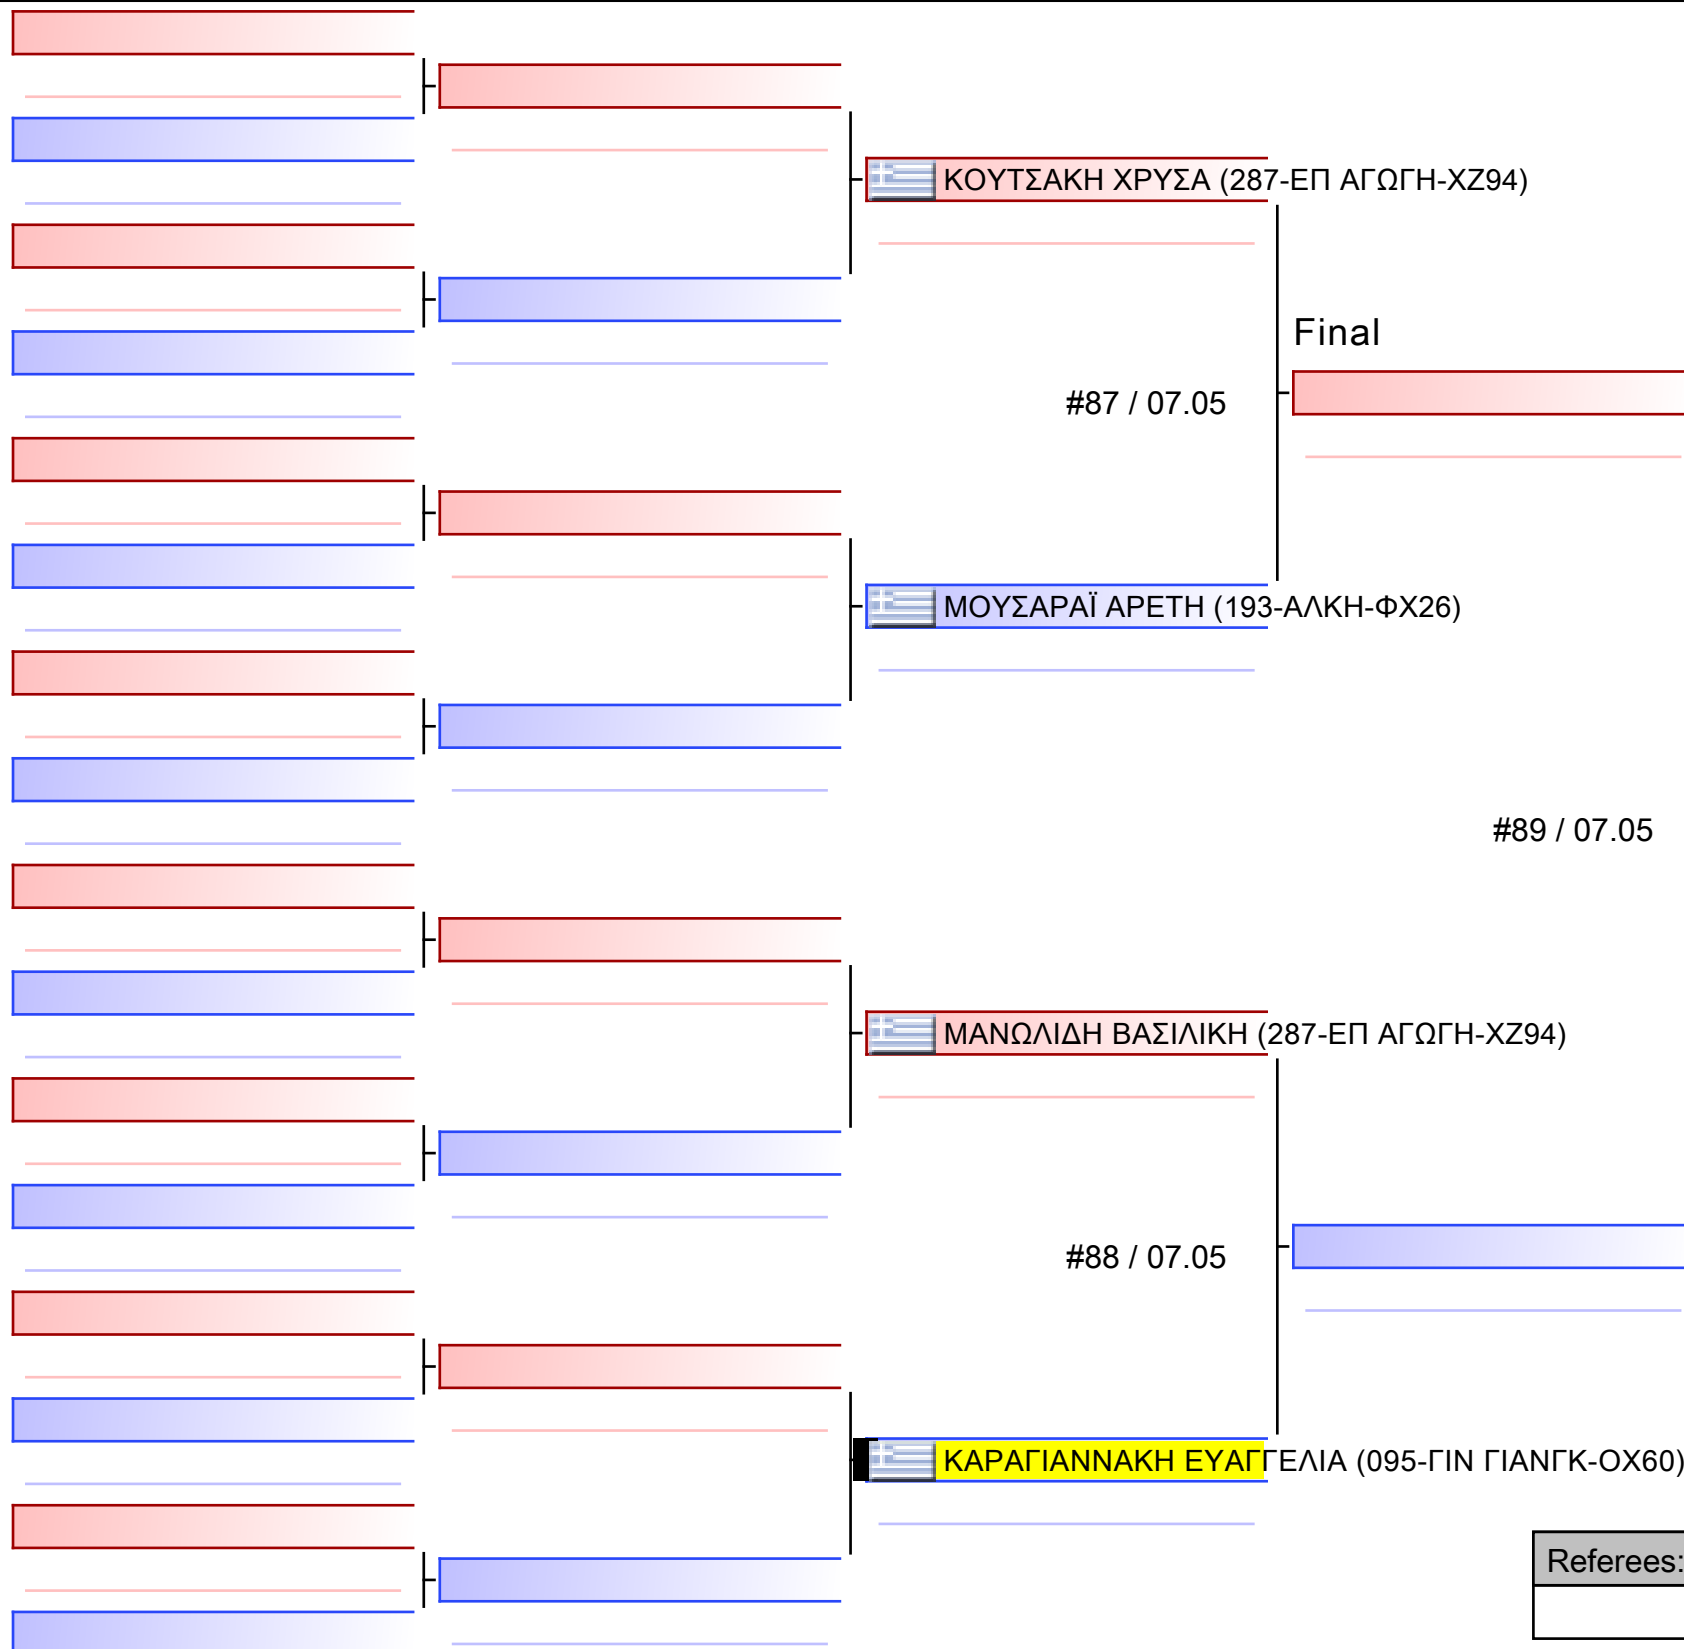 ΚΟΥΤΣΑΚΗ ΧΡΥΣΑ (287-ΕΠ ΑΓΩΓΗ-ΧΖ94)
Final
#87 / 07.05
ΜΟΥΣΑΡΑΪ ΑΡΕΤΗ (193-ΑΛΚΗ-ΦΧ26)
#89 / 07.05
ΜΑΝΩΛΙΔΗ ΒΑΣΙΛΙΚΗ (287-ΕΠ ΑΓΩΓΗ-ΧΖ94)
#88 / 07.05
ΚΑΡΑΓΙΑΝΝΑΚΗ ΕΥΑΓΓΕΛΙΑ (095-ΓΙΝ ΓΙΑΝΓΚ-ΟΧ60)
Referees: